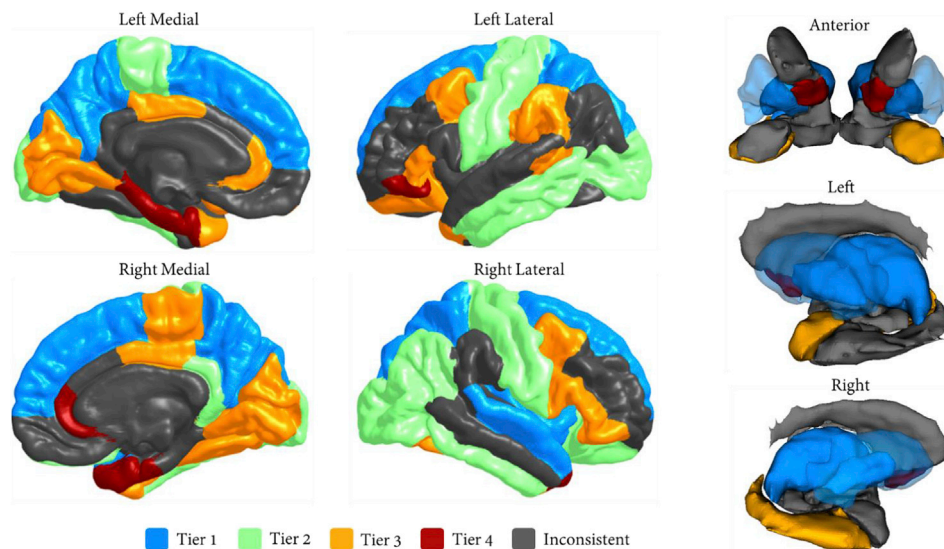 Left Medial
Left Lateral
Anterior
Left
Right Medial
Right Lateral
Right
Tier 1
Tier 2
Tier 3
Tier 4
Inconsistent